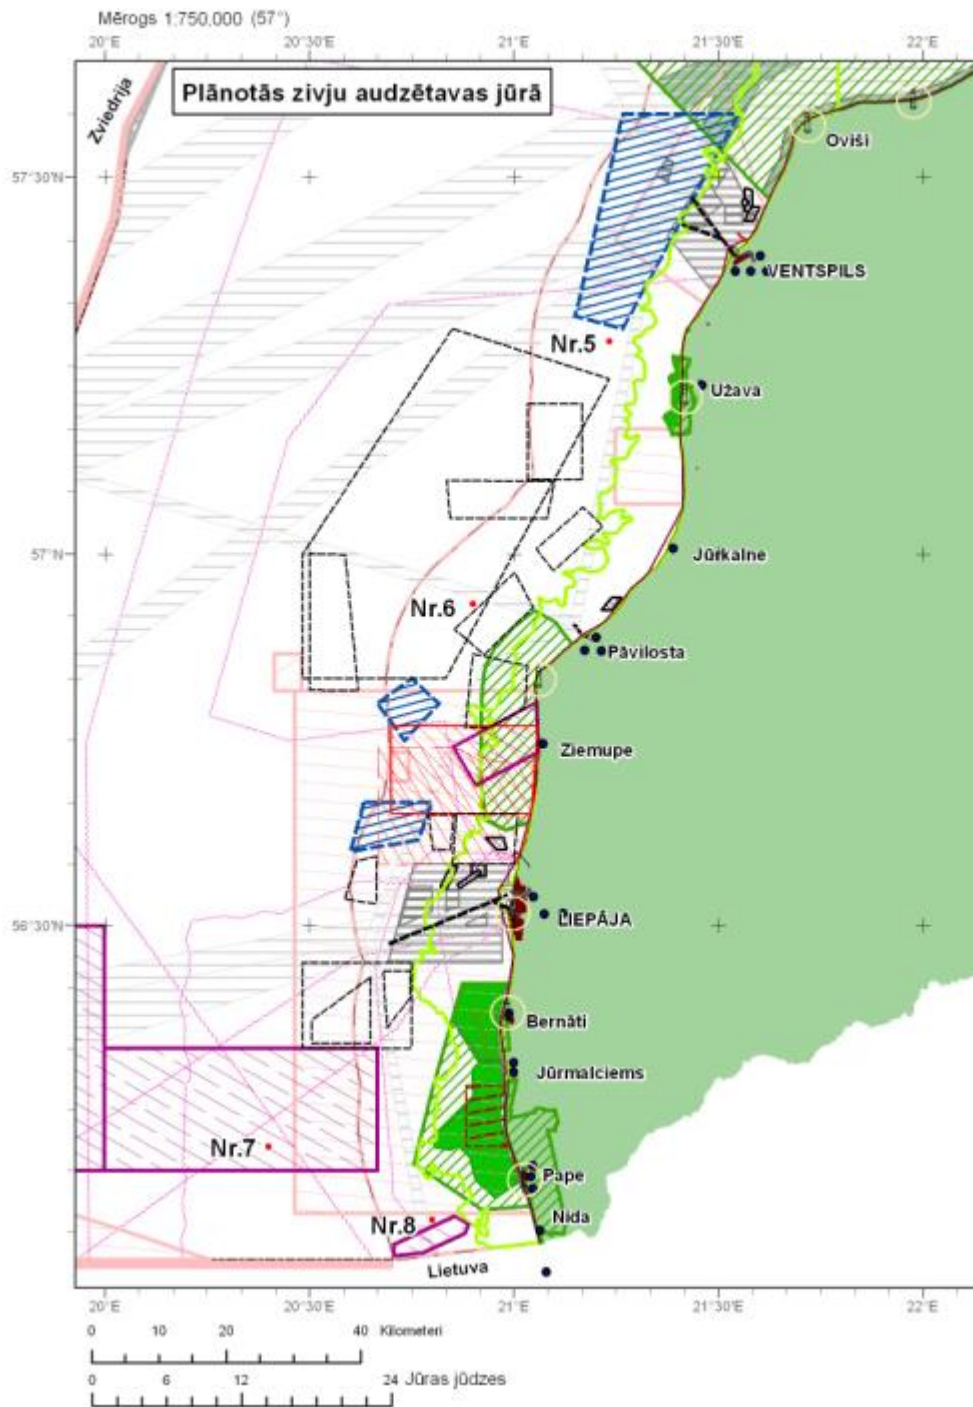 Mērogs 1:750,000 (57°)
20°E 20°30'E 21°E 21°30'E 22°E
Plānotās zivju audzētavas jūrā
Zviedrija
Oviši
57°30'N
VENTSPILS
Nr.5
Užava
57°N
Jūrkalne
Nr.6
Pāvilosta
Ziemupe
56°30'N
LIEPĀJA
Bernāti
Jūrmalciems
Nr.7
Pape
Nida
Nr.8
Lietuva
20°E 20°30'E 21°E 21°30'E 22°E
0 10 20 40 Kilometeri
0 6 12 24 Jūras jūdzes